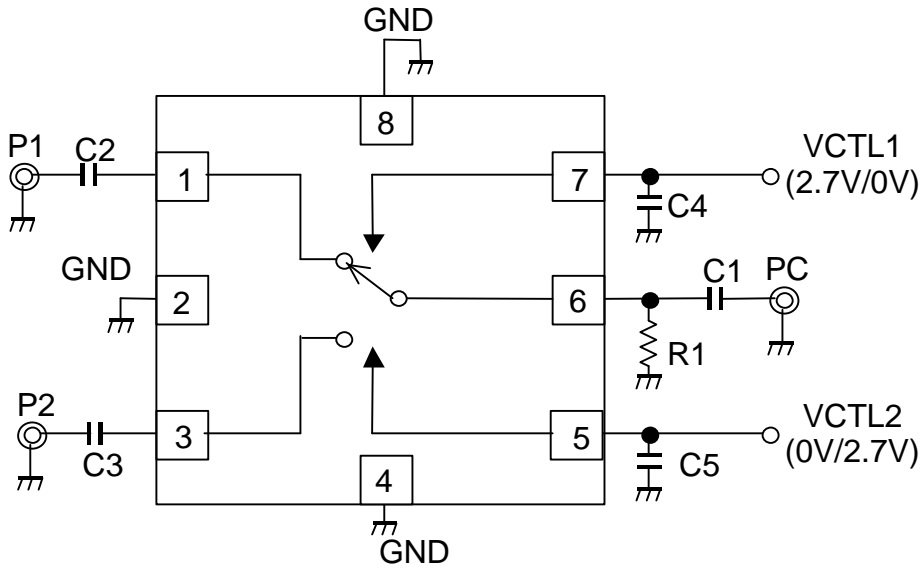 GND
8
P1
C2
1
7
VCTL1
(2.7V/0V)
C4
GND
2
6
C1
PC
R1
P2
C3
3
5
VCTL2
(0V/2.7V)
C5
4
GND